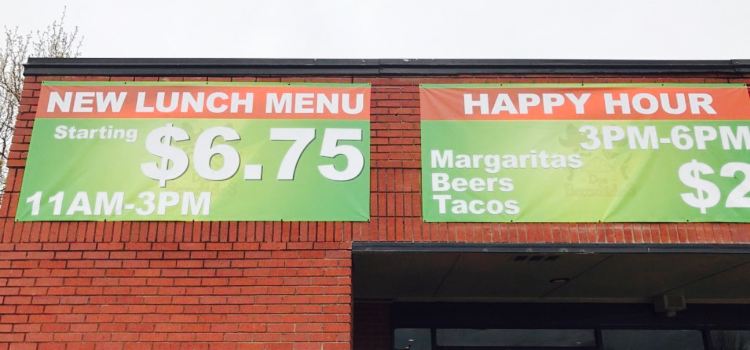 NEW LUNCH MENU
Starting $6.75
11AM-3PM
HAPPY HOUR
3PM-6PM
Margaritas
Beers
Tacos
$2